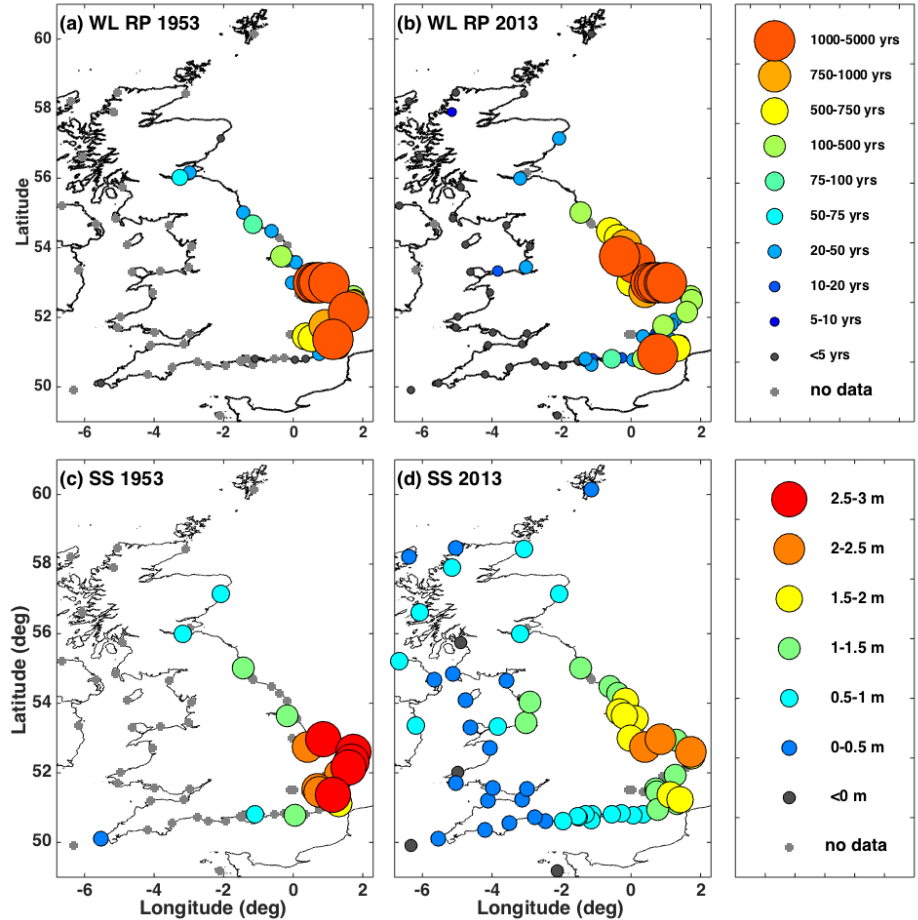 (a) WL RP 1953
(b) WL RP 2013
60
58
56
54
52
50
Latitude
-6 -4 -2 0 2
-6 -4 -2 0 2
1000-5000 yrs
750-1000 yrs
500-750 yrs
100-500 yrs
75-100 yrs
50-75 yrs
20-50 yrs
10-20 yrs
5-10 yrs
<5 yrs
no data
(c) SS 1953
(d) SS 2013
60
58
56
54
52
50
Latitude (deg)
-6 -4 -2 0 2
-6 -4 -2 0 2
Longitude (deg)
Longitude (deg)
2.5-3 m
2-2.5 m
1.5-2 m
1-1.5 m
0.5-1 m
0-0.5 m
<0 m
no data